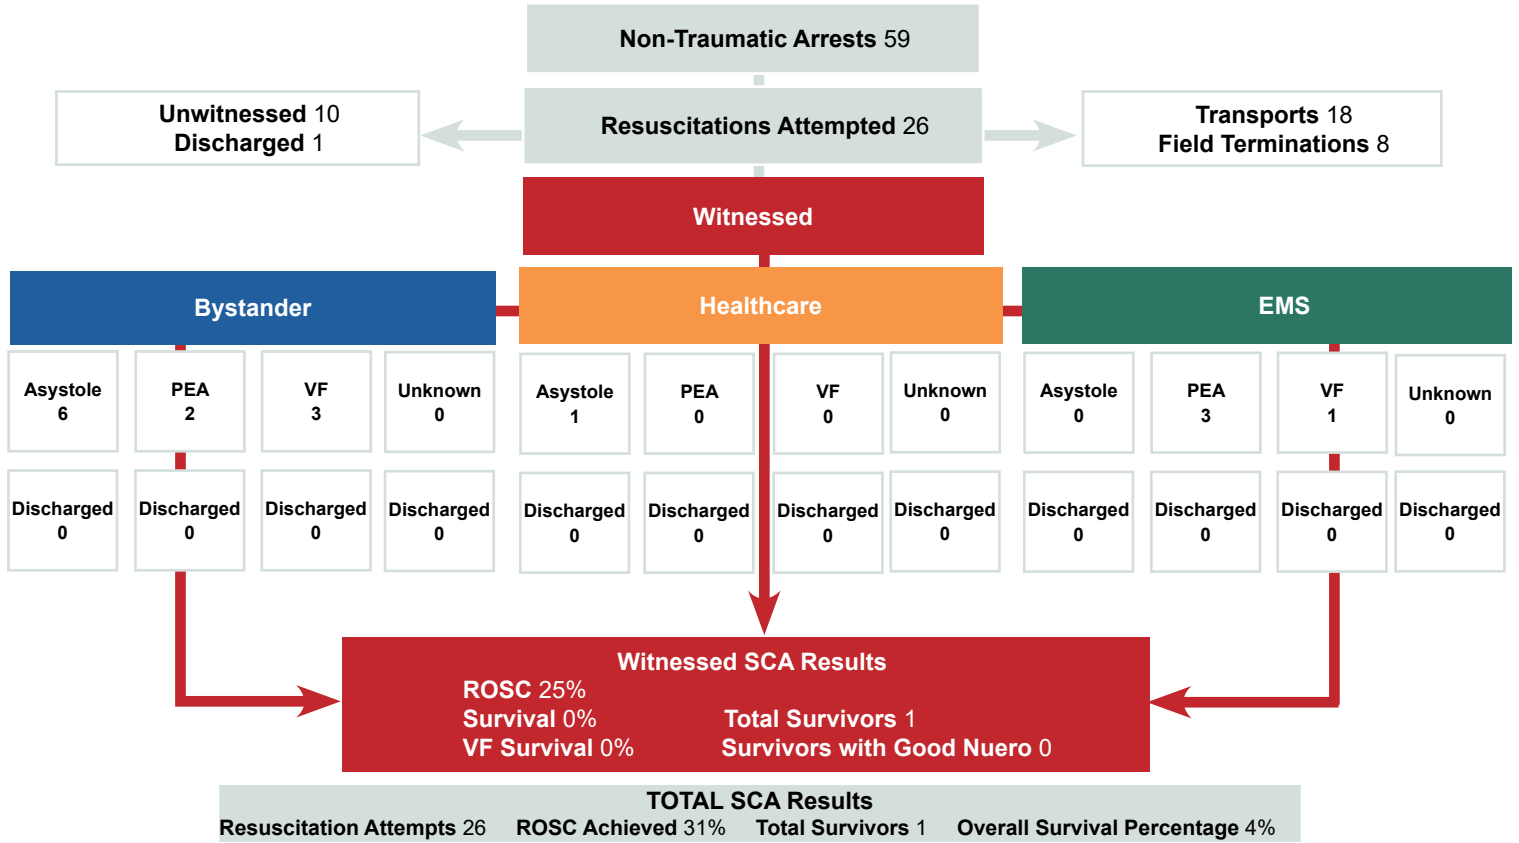 Non-Traumatic Arrests 59
Unwitnessed 10
Discharged 1
Resuscitations Attempted 26
Transports 18
Field Terminations 8
Witnessed
Bystander
Healthcare
EMS
Asystole
6
PEA
2
VF
3
Unknown
0
Asystole
1
PEA
0
VF
0
Unknown
0
Asystole
0
PEA
3
VF
1
Unknown
0
Discharged
0
Discharged
0
Discharged
0
Discharged
0
Discharged
0
Discharged
0
Discharged
0
Discharged
0
Discharged
0
Discharged
0
Discharged
0
Discharged
0
Witnessed SCA Results
ROSC 25%
Survival 0% Total Survivors 1
VF Survival 0% Survivors with Good Nuero 0
TOTAL SCA Results
Resuscitation Attempts 26 ROSC Achieved 31% Total Survivors 1 Overall Survival Percentage 4%